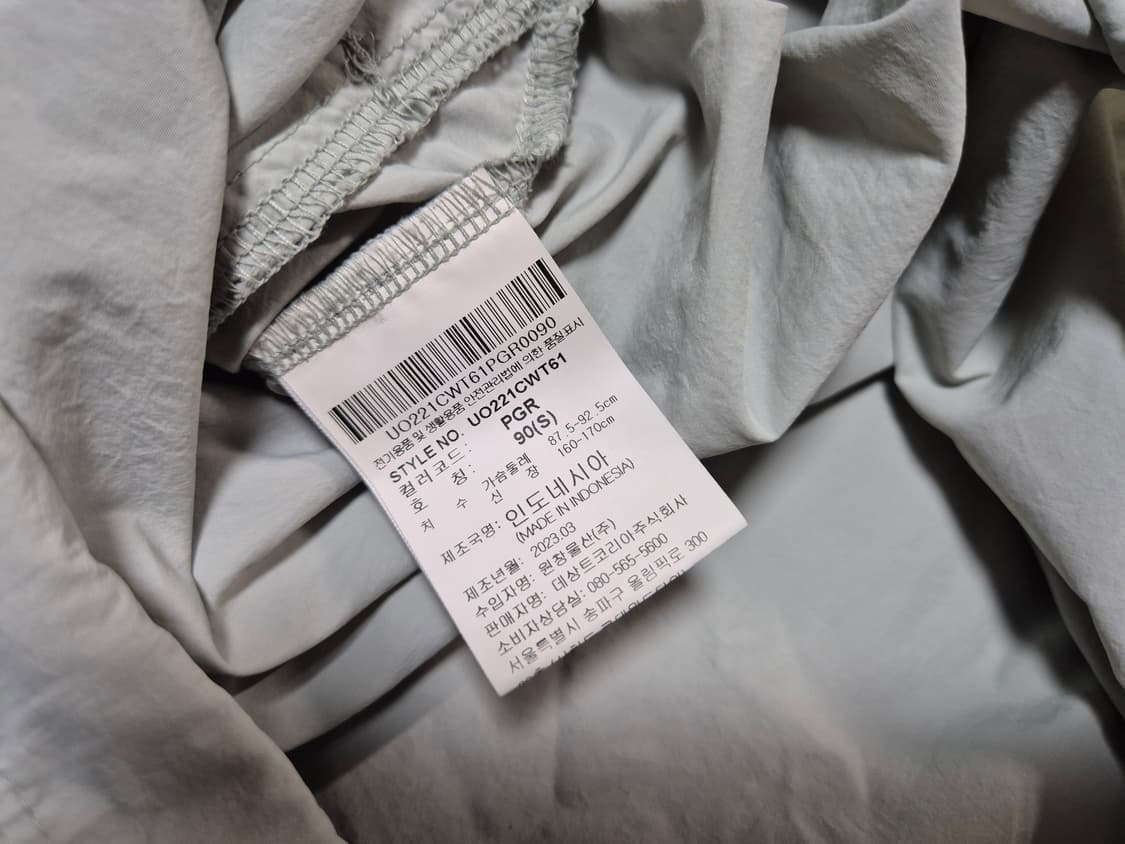 UO221CWT61PGR0090
전기용품 및 생활용품 안전관리법에 의한 품질표시
STYLE NO. UO221CWT61
컬러코드: PGR
호 칭: 90(S)
치 수 가슴둘레 87.5-92.5cm
신 장 160-170cm
제조국명: 인도네시아
(MADE IN INDONESIA)
제조년월: 2023.03
수입자명: 원창물산(주)
판매자명: 데상트코리아주식회사
소비자상담실: 080-565-5600
서울특별시 송파구 올림픽로 300